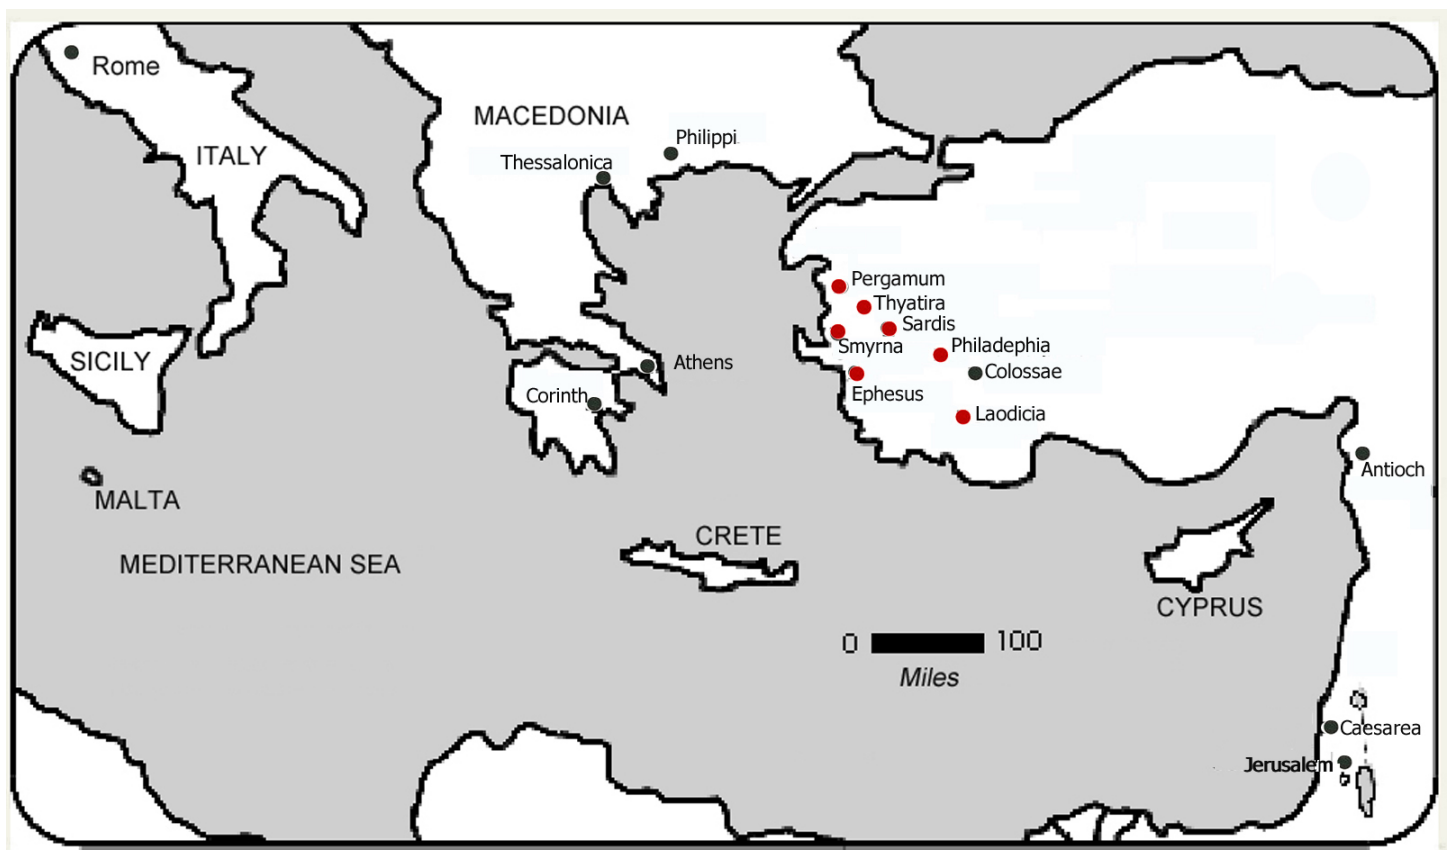 Rome
MACEDONIA
Philippi
ITALY
Thessalonica
Pergamum
Thyatira
Sardis
Smyrna
Philadephia
SICILY
Athens
Colossae
Corinth
Ephesus
Laodicia
Antioch
MALTA
CRETE
MEDITERRANEAN SEA
CYPRUS
0 100
Miles
Caesarea
Jerusalem